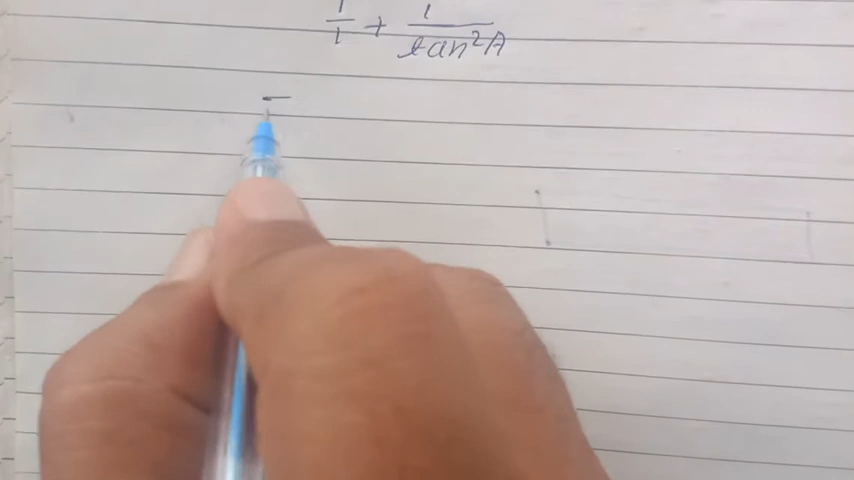 1/1 + 1/tan²A
=